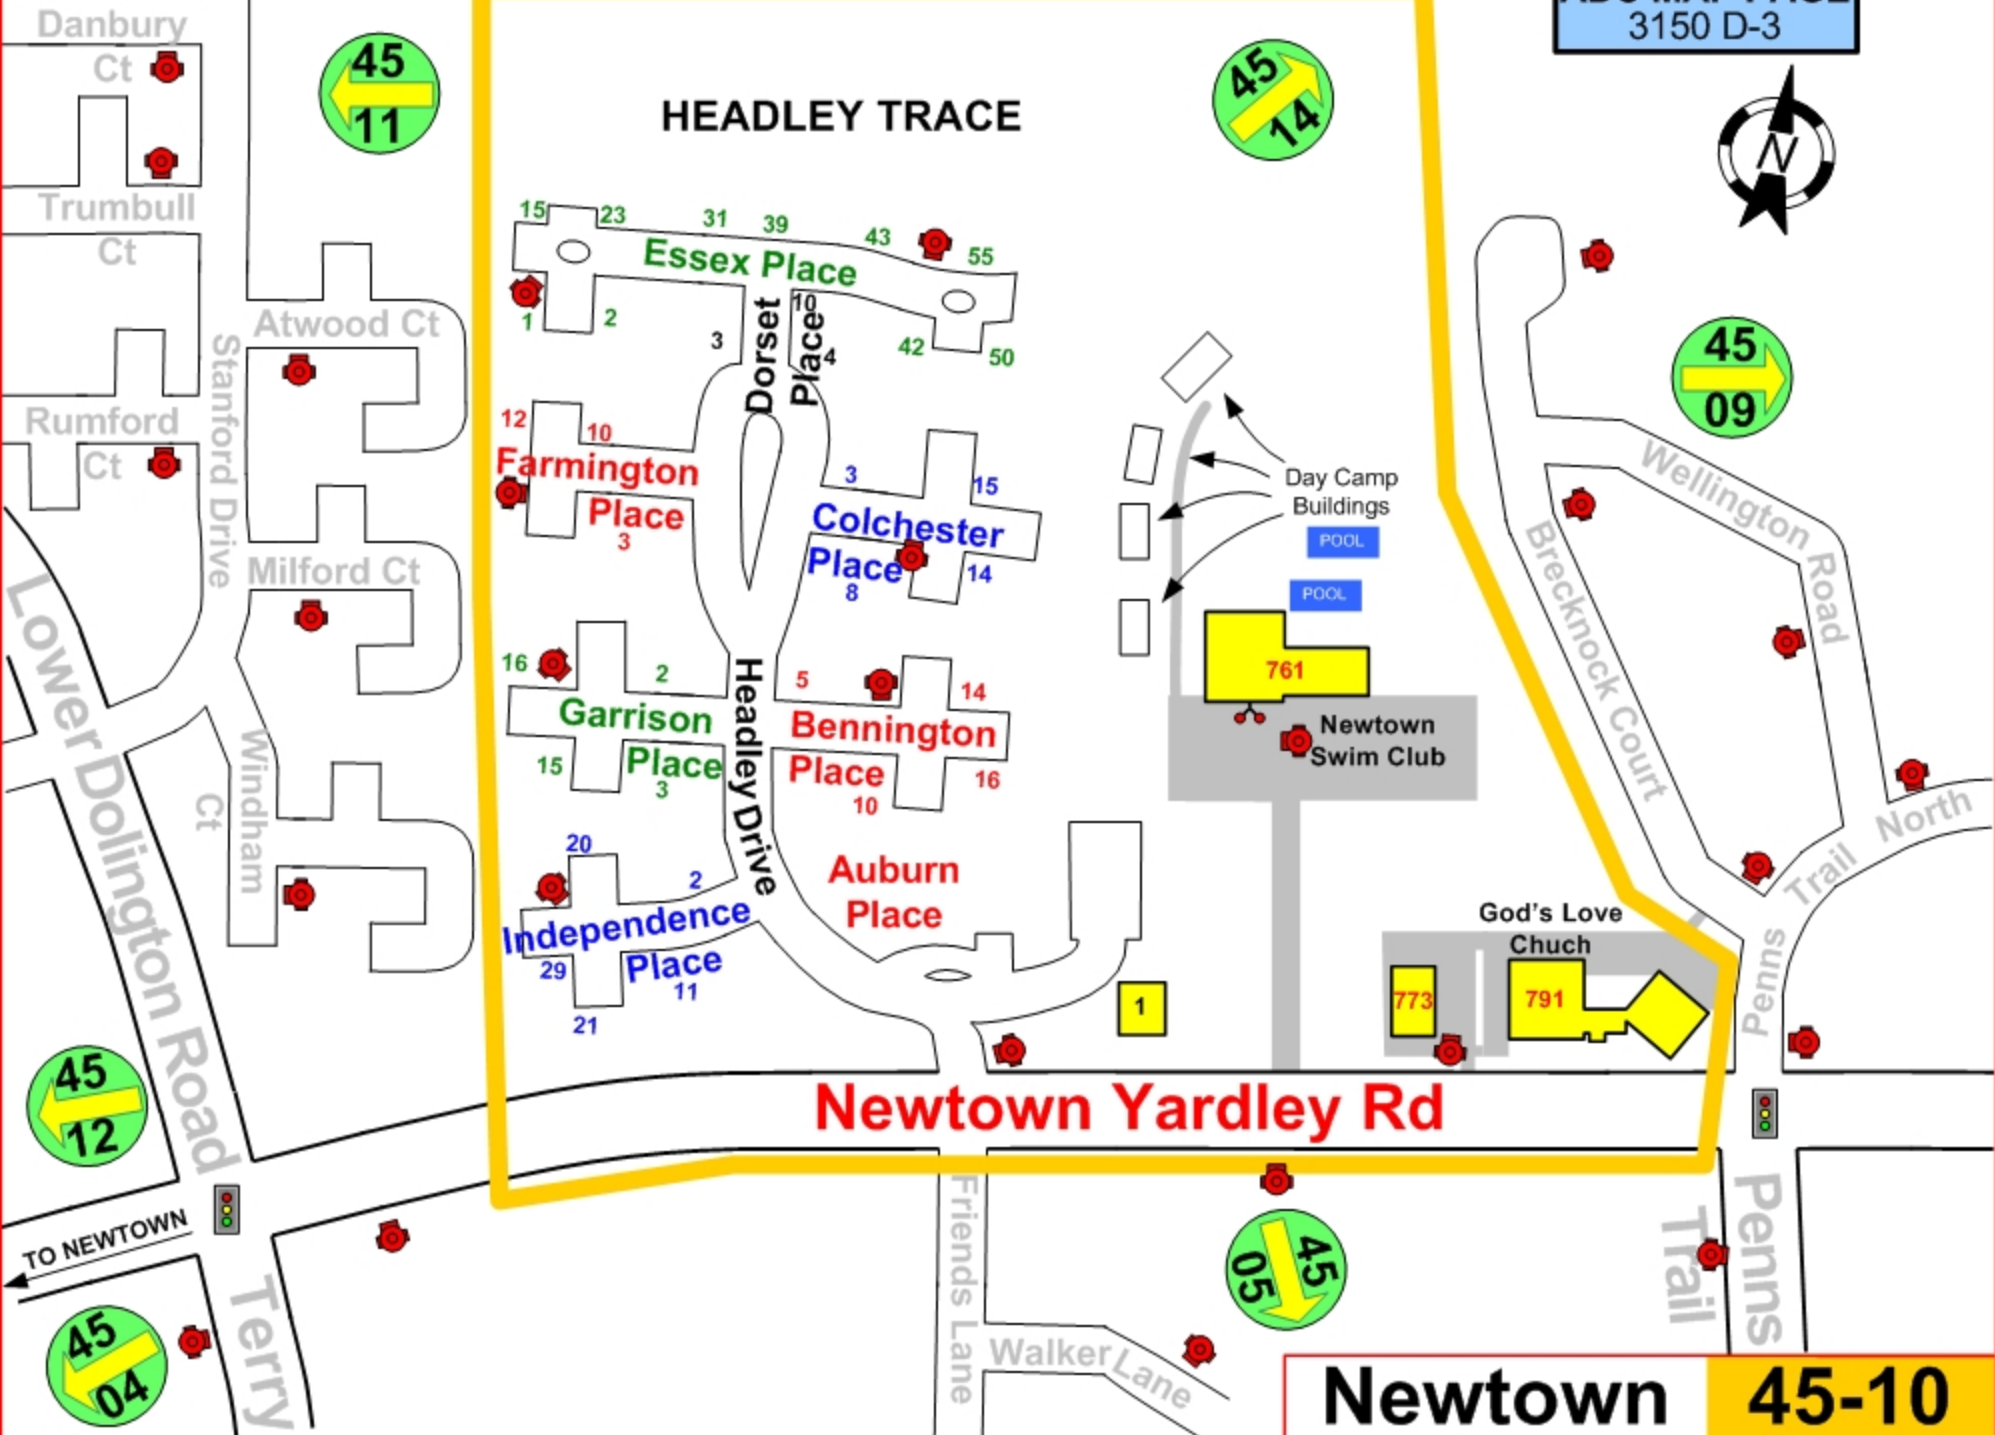 3150 D-3
Danbury
Ct
45
11
45
14
HEADLEY TRACE
N
Trumbull
Ct
15
23
31
39
43
55
Essex Place
1
2
3
10
4
42
50
Dorset
Place
Atwood Ct
Stanford Drive
45
09
Rumford
Ct
12
10
Farmington
Place
3
3
15
Colchester
Place
8
14
Day Camp
Buildings
POOL
POOL
Wellington Road
Brecknock Court
Milford Ct
Lower Dolington Road
16
2
Garrison
Place
15
3
Headley Drive
5
14
Bennington
Place
10
16
761
Newtown
Swim Club
Windham
Ct
20
2
Independence
Place
29
11
21
Auburn
Place
God's Love
Chuch
1
773
791
Penns Trail North
45
12
Newtown Yardley Rd
TO NEWTOWN
Friends Lane
45
05
Penns
Trail
45
04
Terry
Walker Lane
Newtown
45-10